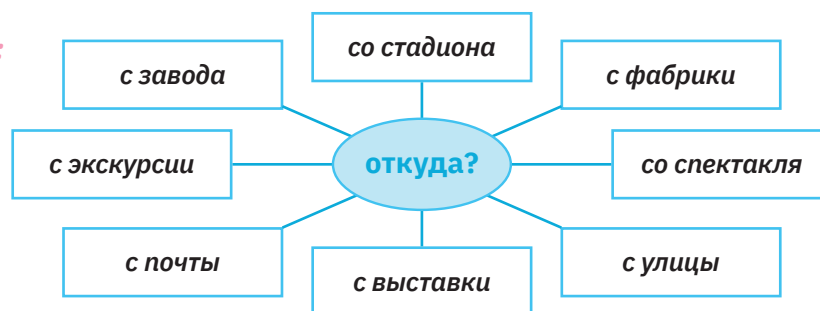 со стадиона
с завода
с фабрики
с экскурсии
откуда?
со спектакля
с почты
с выставки
с улицы